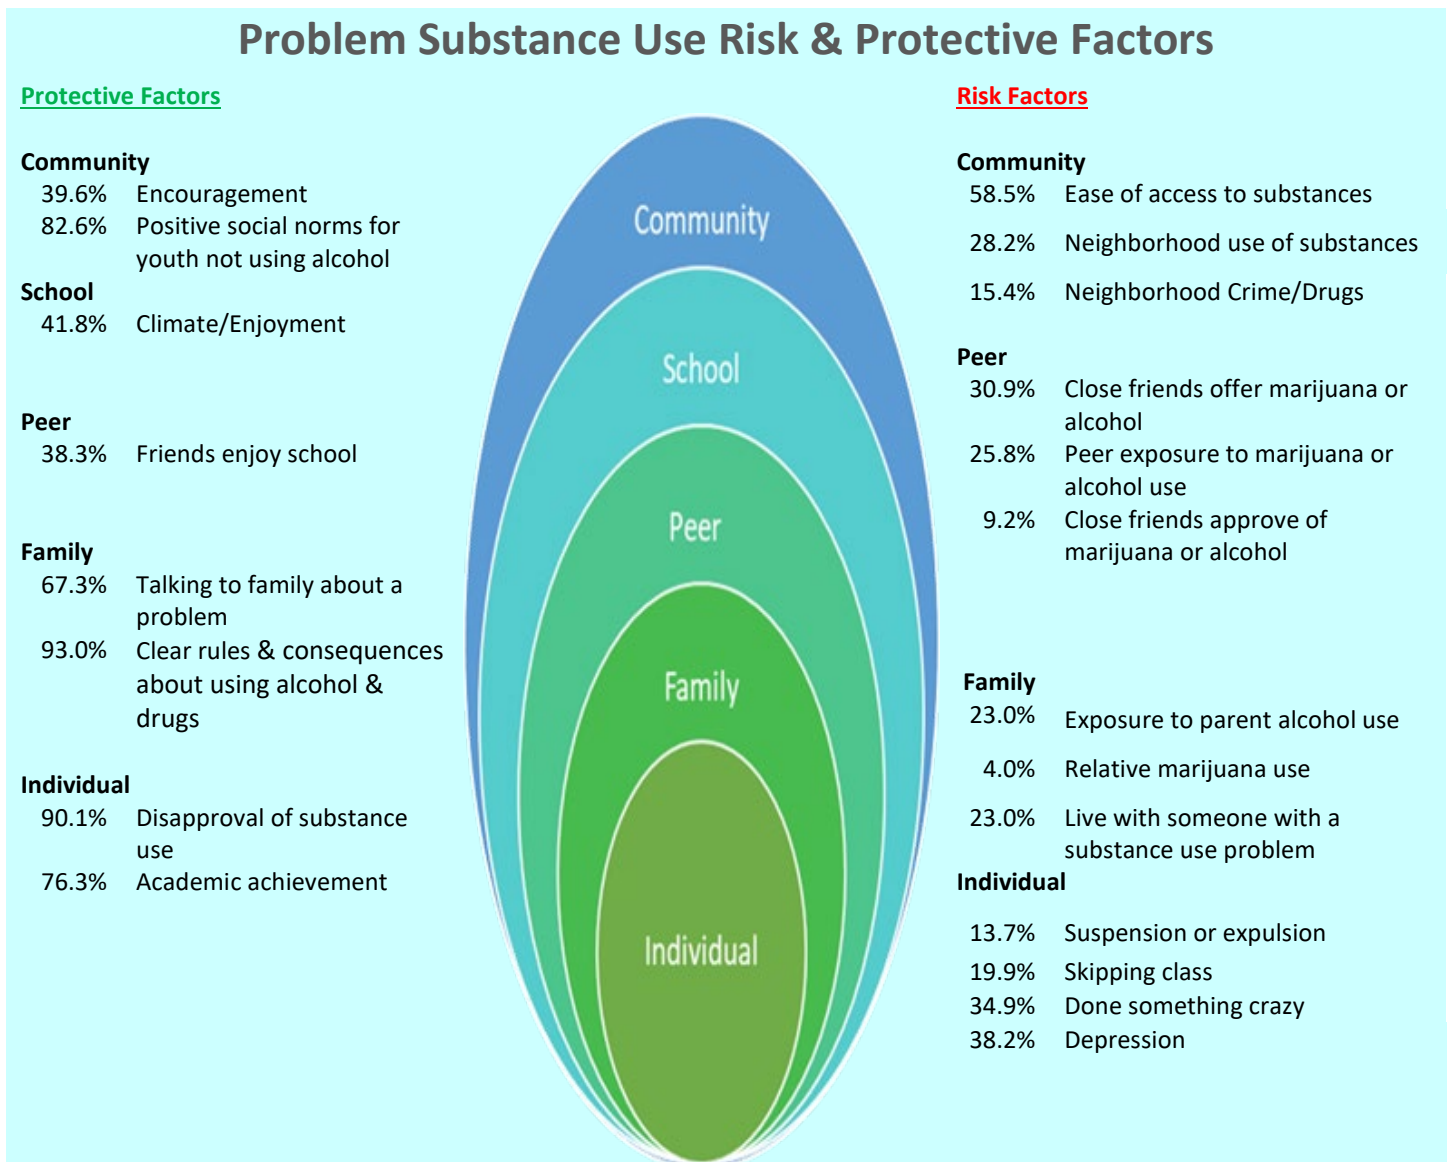 Problem Substance Use Risk & Protective Factors
Protective Factors
Community
39.6% Encouragement
82.6% Positive social norms for
youth not using alcohol
School
41.8% Climate/Enjoyment
Peer
38.3% Friends enjoy school
Family
67.3% Talking to family about a
problem
93.0% Clear rules & consequences
about using alcohol &
drugs
Individual
90.1% Disapproval of substance
use
76.3% Academic achievement
Community
School
Peer
Family
Individual
Risk Factors
Community
58.5% Ease of access to substances
28.2% Neighborhood use of substances
15.4% Neighborhood Crime/Drugs
Peer
30.9% Close friends offer marijuana or
alcohol
25.8% Peer exposure to marijuana or
alcohol use
9.2% Close friends approve of
marijuana or alcohol
Family
23.0% Exposure to parent alcohol use
4.0% Relative marijuana use
23.0% Live with someone with a
substance use problem
Individual
13.7% Suspension or expulsion
19.9% Skipping class
34.9% Done something crazy
38.2% Depression